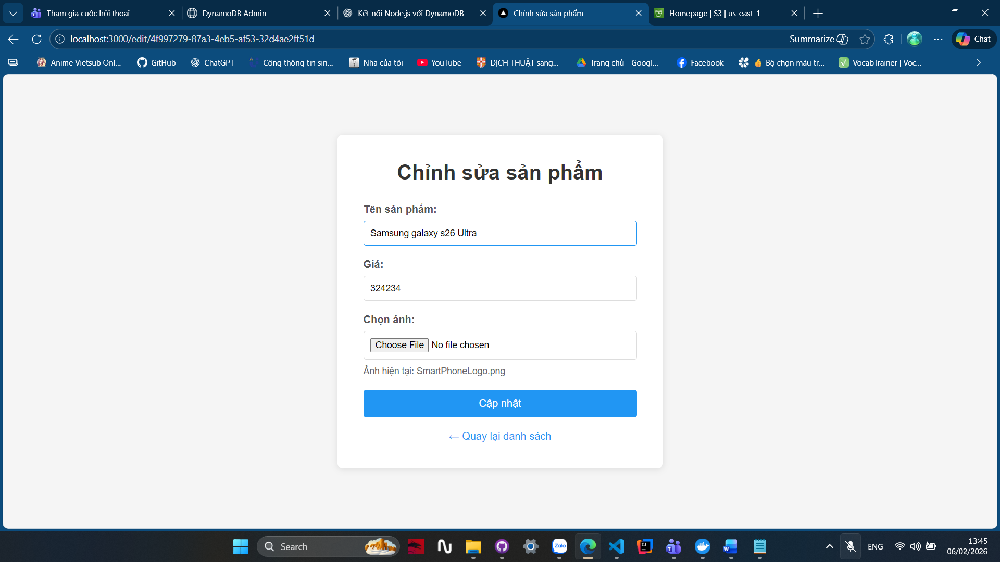 Tham gia cuộc hội thoại
DynamoDB Admin
Kết nối Node.js với DynamoDB
Chỉnh sửa sản phẩm
Homepage | S3 | us-east-1
localhost:3000/edit/4f997279-87a3-4eb5-af53-32d4ae2ff51d
Summarize
Chat
Anime Vietsub Onl...
GitHub
ChatGPT
Cổng thông tin sin...
Nhà của tôi
YouTube
DỊCH THUẬT sang...
Trang chủ - Googl...
Facebook
👍 Bộ chọn màu tr...
VocabTrainer | Voc...
Chỉnh sửa sản phẩm
Tên sản phẩm:
Samsung galaxy s26 Ultra
Giá:
324234
Chọn ảnh:
Choose File No file chosen
Ảnh hiện tại: SmartPhoneLogo.png
Cập nhật
← Quay lại danh sách
Search
Zalo
ENG
13:45
06/02/2026